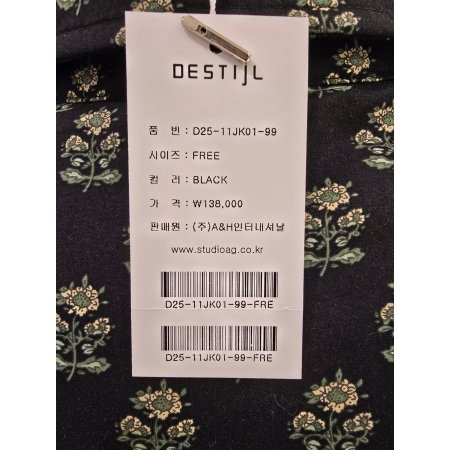 DESTIJL
품 빈 : D25-11JK01-99
사이즈 : FREE
컬 러 : BLACK
가 격 : ₩138,000
판매원 : (주)A&H인터내셔날
www.studioag.co.kr
D25-11JK01-99-FRE
D25-11JK01-99-FRE